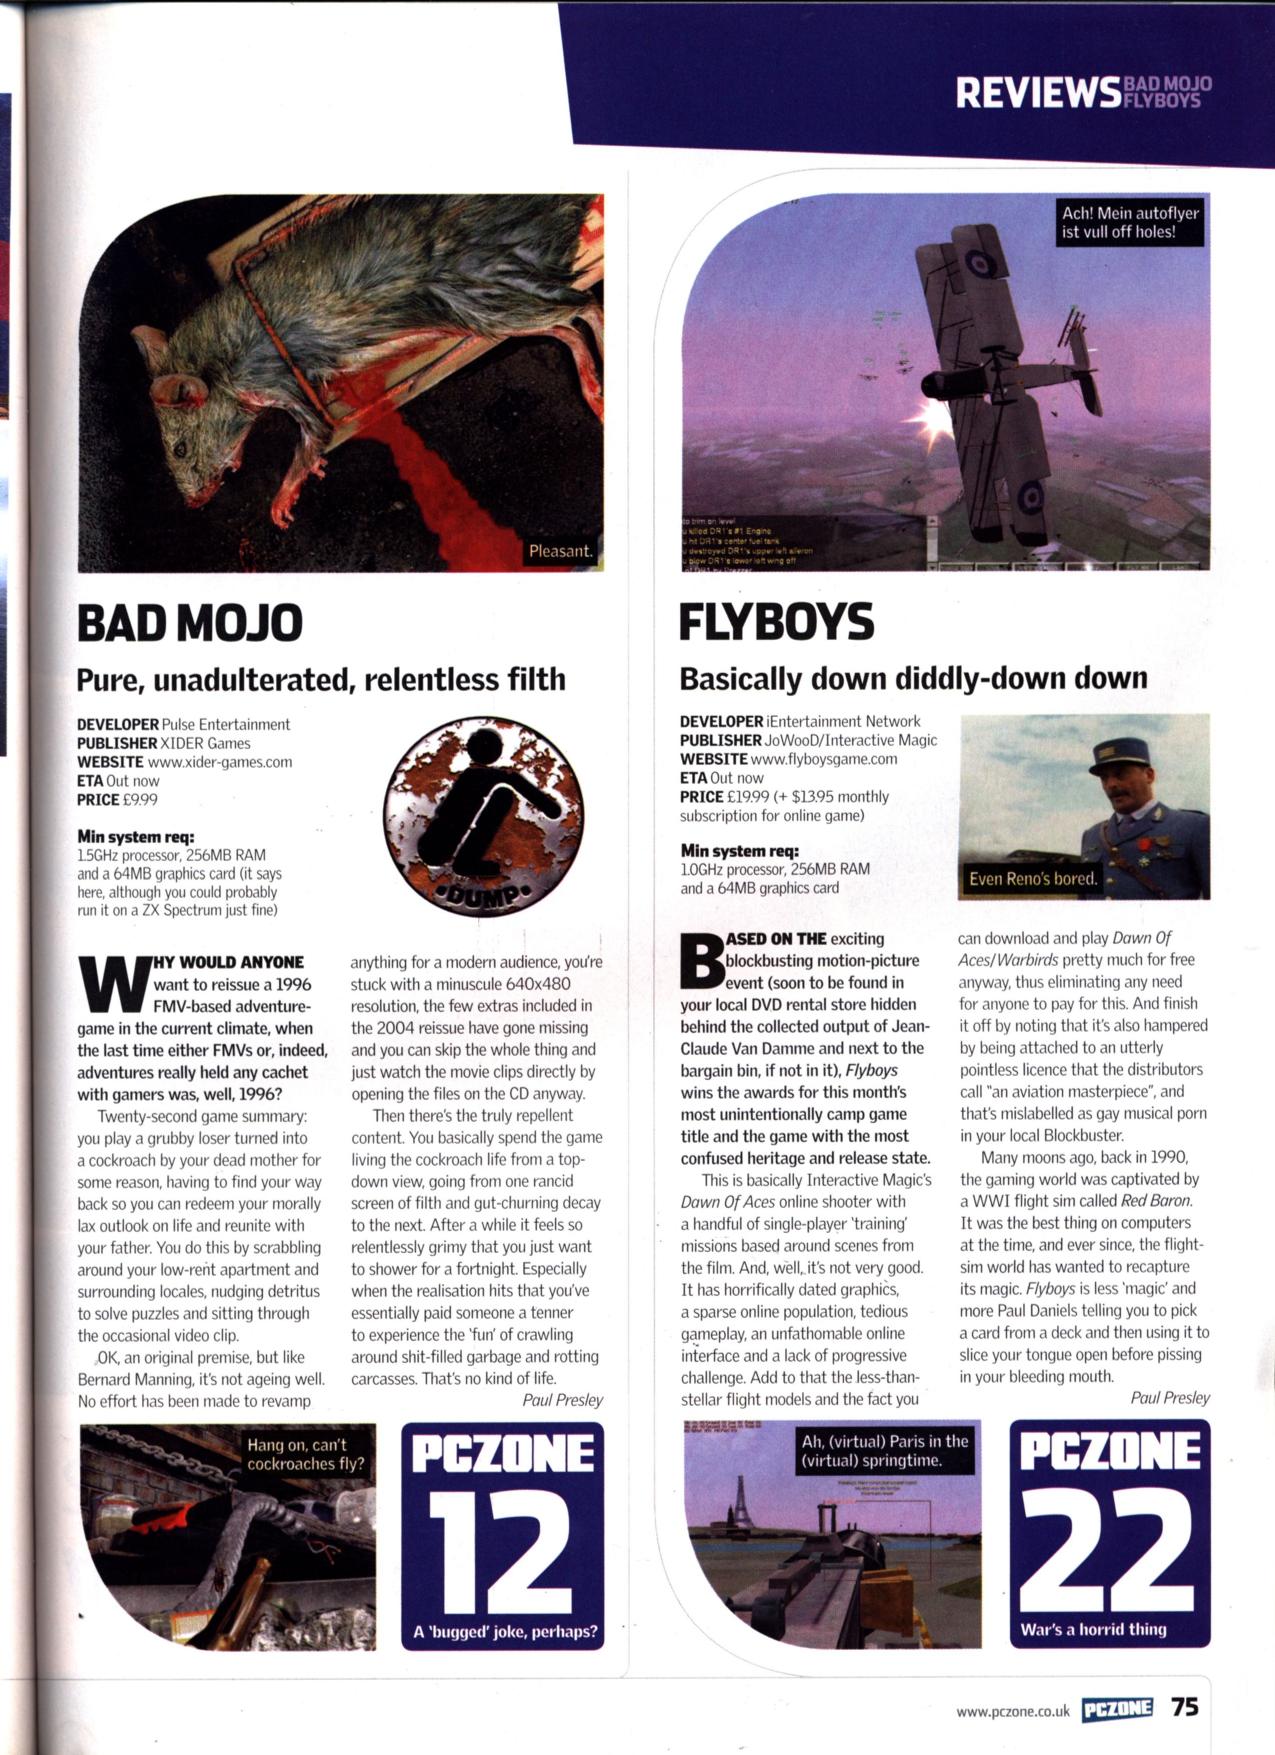 REVIEWS BAD MOJO
FLYBOYS
Pleasant.
BAD MOJO
Pure, unadulterated, relentless filth
DEVELOPER Pulse Entertainment
PUBLISHER XIDER Games
WEBSITE www.xider-games.com
ETA Out now
PRICE £9.99
Min system req:
1.5GHz processor, 256MB RAM
and a 64MB graphics card (it says
here, although you could probably
run it on a ZX Spectrum just fine)
•DUMP•
WHY WOULD ANYONE
want to reissue a 1996
FMV-based adventure-
game in the current climate, when
the last time either FMVs or, indeed,
adventures really held any cachet
with gamers was, well, 1996?
Twenty-second game summary:
you play a grubby loser turned into
a cockroach by your dead mother for
some reason, having to find your way
back so you can redeem your morally
lax outlook on life and reunite with
your father. You do this by scrabbling
around your low-rent apartment and
surrounding locales, nudging detritus
to solve puzzles and sitting through
the occasional video clip.
OK, an original premise, but like
Bernard Manning, it's not ageing well.
No effort has been made to revamp
anything for a modern audience, you're
stuck with a minuscule 640x480
resolution, the few extras included in
the 2004 reissue have gone missing
and you can skip the whole thing and
just watch the movie clips directly by
opening the files on the CD anyway.
Then there's the truly repellent
content. You basically spend the game
living the cockroach life from a top-
down view, going from one rancid
screen of filth and gut-churning decay
to the next. After a while it feels so
relentlessly grimy that you just want
to shower for a fortnight. Especially
when the realisation hits that you've
essentially paid someone a tenner
to experience the 'fun' of crawling
around shit-filled garbage and rotting
carcasses. That's no kind of life.
Paul Presley
Hang on, can't
cockroaches fly?
PCZONE
12
A 'bugged' joke, perhaps?
Ach! Mein autoflyer
ist vull off holes!
to trim on level
u killed DR1's #1 Engine
u hit DR1's center fuel tank
u destroyed DR1's upper left aileron
u blow DR1's lower left wing off
FLYBOYS
Basically down diddly-down down
DEVELOPER iEntertainment Network
PUBLISHER JoWooD/Interactive Magic
WEBSITE www.flyboysgame.com
ETA Out now
PRICE £19.99 (+ $13.95 monthly
subscription for online game)
Min system req:
1.0GHz processor, 256MB RAM
and a 64MB graphics card
Even Reno's bored.
BASED ON THE exciting
blockbusting motion-picture
event (soon to be found in
your local DVD rental store hidden
behind the collected output of Jean-
Claude Van Damme and next to the
bargain bin, if not in it), Flyboys
wins the awards for this month's
most unintentionally camp game
title and the game with the most
confused heritage and release state.
This is basically Interactive Magic's
Dawn Of Aces online shooter with
a handful of single-player 'training'
missions based around scenes from
the film. And, well, it's not very good.
It has horrifically dated graphics,
a sparse online population, tedious
gameplay, an unfathomable online
interface and a lack of progressive
challenge. Add to that the less-than-
stellar flight models and the fact you
can download and play Dawn Of
Aces/Warbirds pretty much for free
anyway, thus eliminating any need
for anyone to pay for this. And finish
it off by noting that it's also hampered
by being attached to an utterly
pointless licence that the distributors
call "an aviation masterpiece", and
that's mislabelled as gay musical porn
in your local Blockbuster.
Many moons ago, back in 1990,
the gaming world was captivated by
a WWI flight sim called Red Baron.
It was the best thing on computers
at the time, and ever since, the flight-
sim world has wanted to recapture
its magic. Flyboys is less 'magic' and
more Paul Daniels telling you to pick
a card from a deck and then using it to
slice your tongue open before pissing
in your bleeding mouth.
Paul Presley
Ah, (virtual) Paris in the
(virtual) springtime.
PCZONE
22
War's a horrid thing
www.pczone.co.uk PCZONE 75